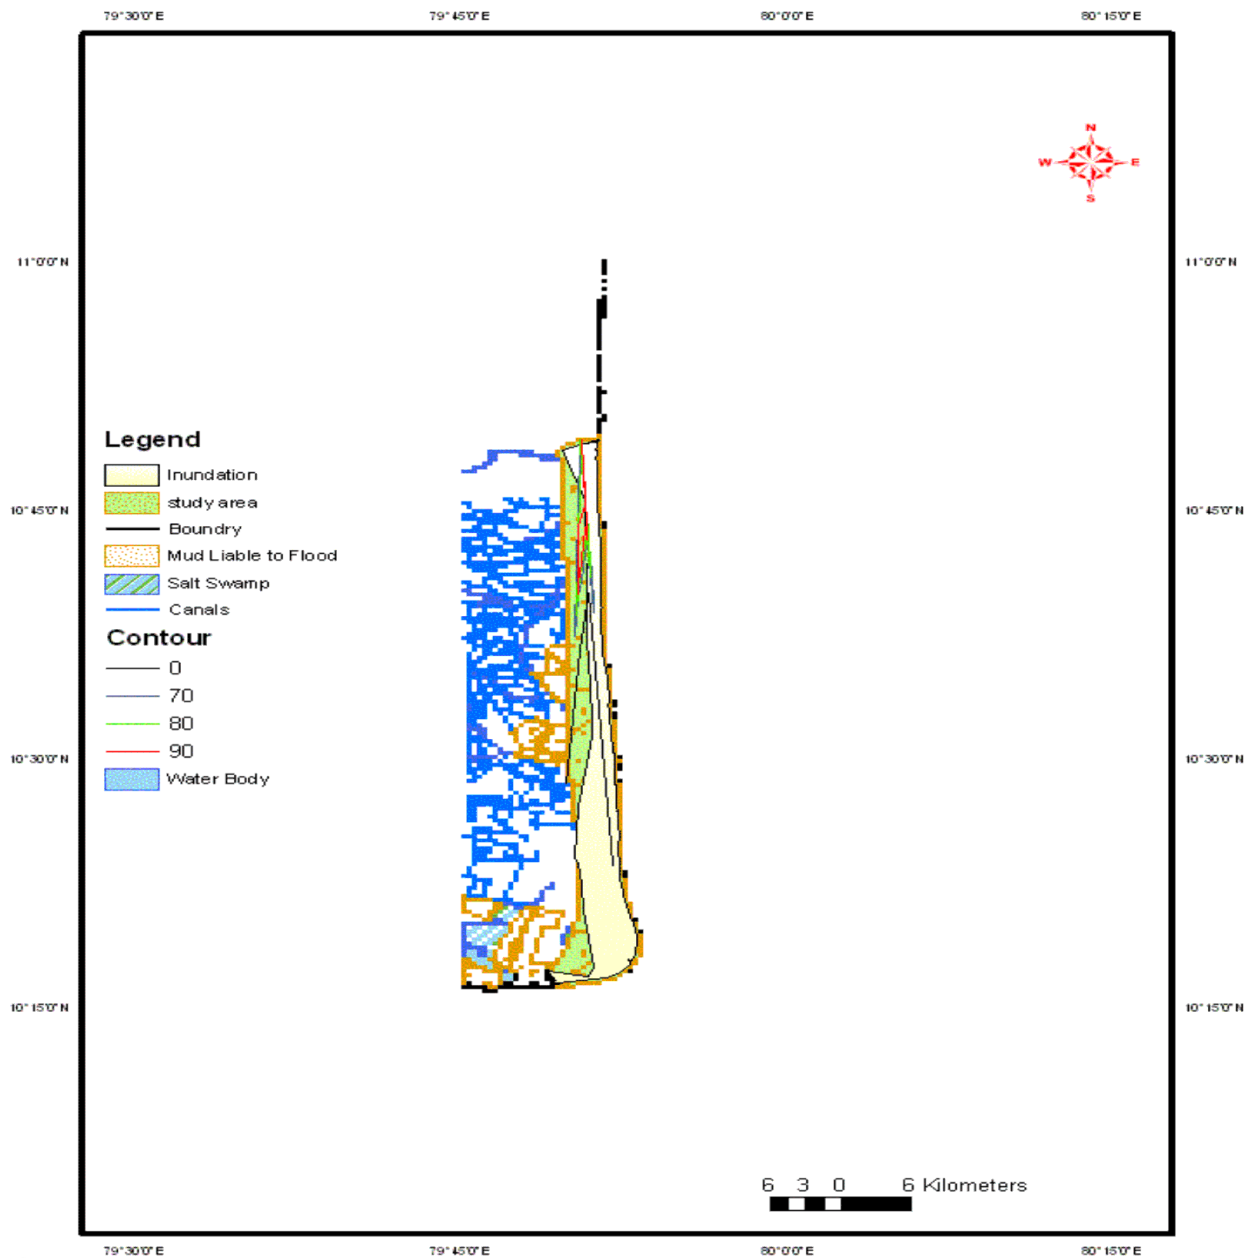 79°30'0"E 79°45'0"E 80°0'0"E 80°15'0"E
N
W E
S
11°0'0"N 11°0'0"N
Legend
Inundation
study area
10°45'0"N 10°45'0"N
Boundry
Mud Liable to Flood
Salt Swamp
Canals
Contour
0
70
80
90
10°30'0"N 10°30'0"N
Water Body
10°15'0"N 10°15'0"N
6 3 0 6 Kilometers
79°30'0"E 79°45'0"E 80°0'0"E 80°15'0"E